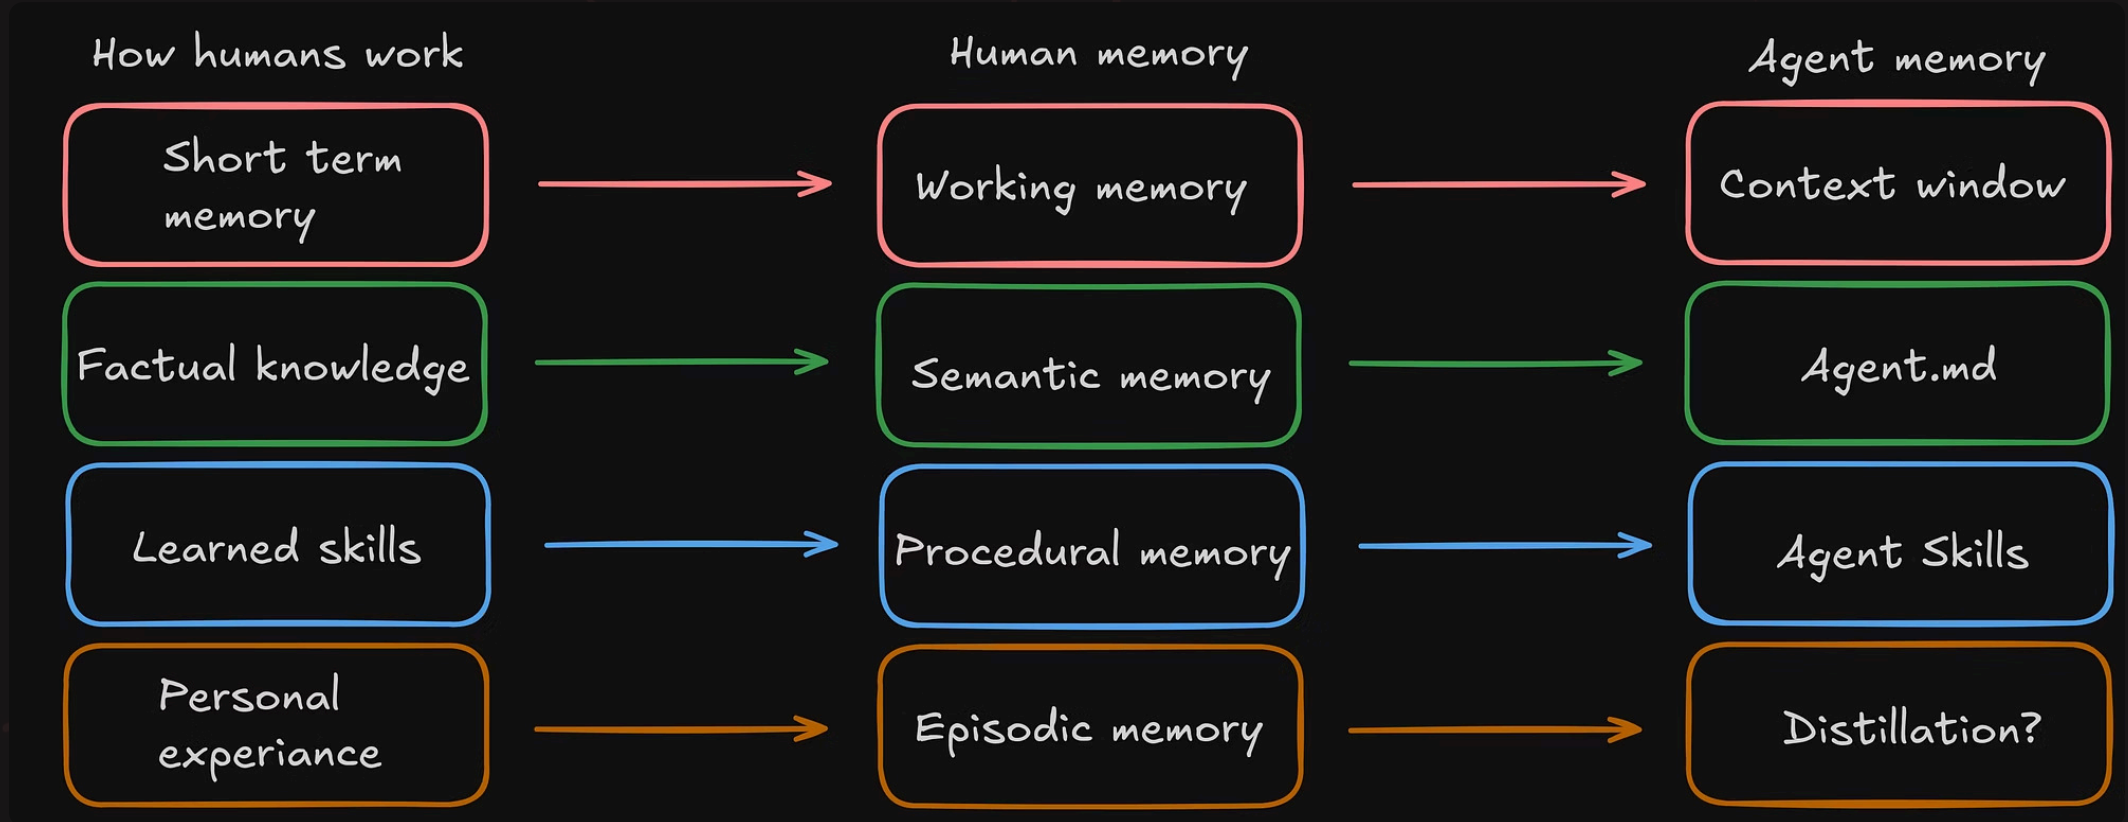 How humans work
Human memory
Agent memory
Short term
memory
Working memory
Context window
Factual knowledge
Semantic memory
Agent.md
Learned skills
Procedural memory
Agent Skills
Personal
experiance
Episodic memory
Distillation?